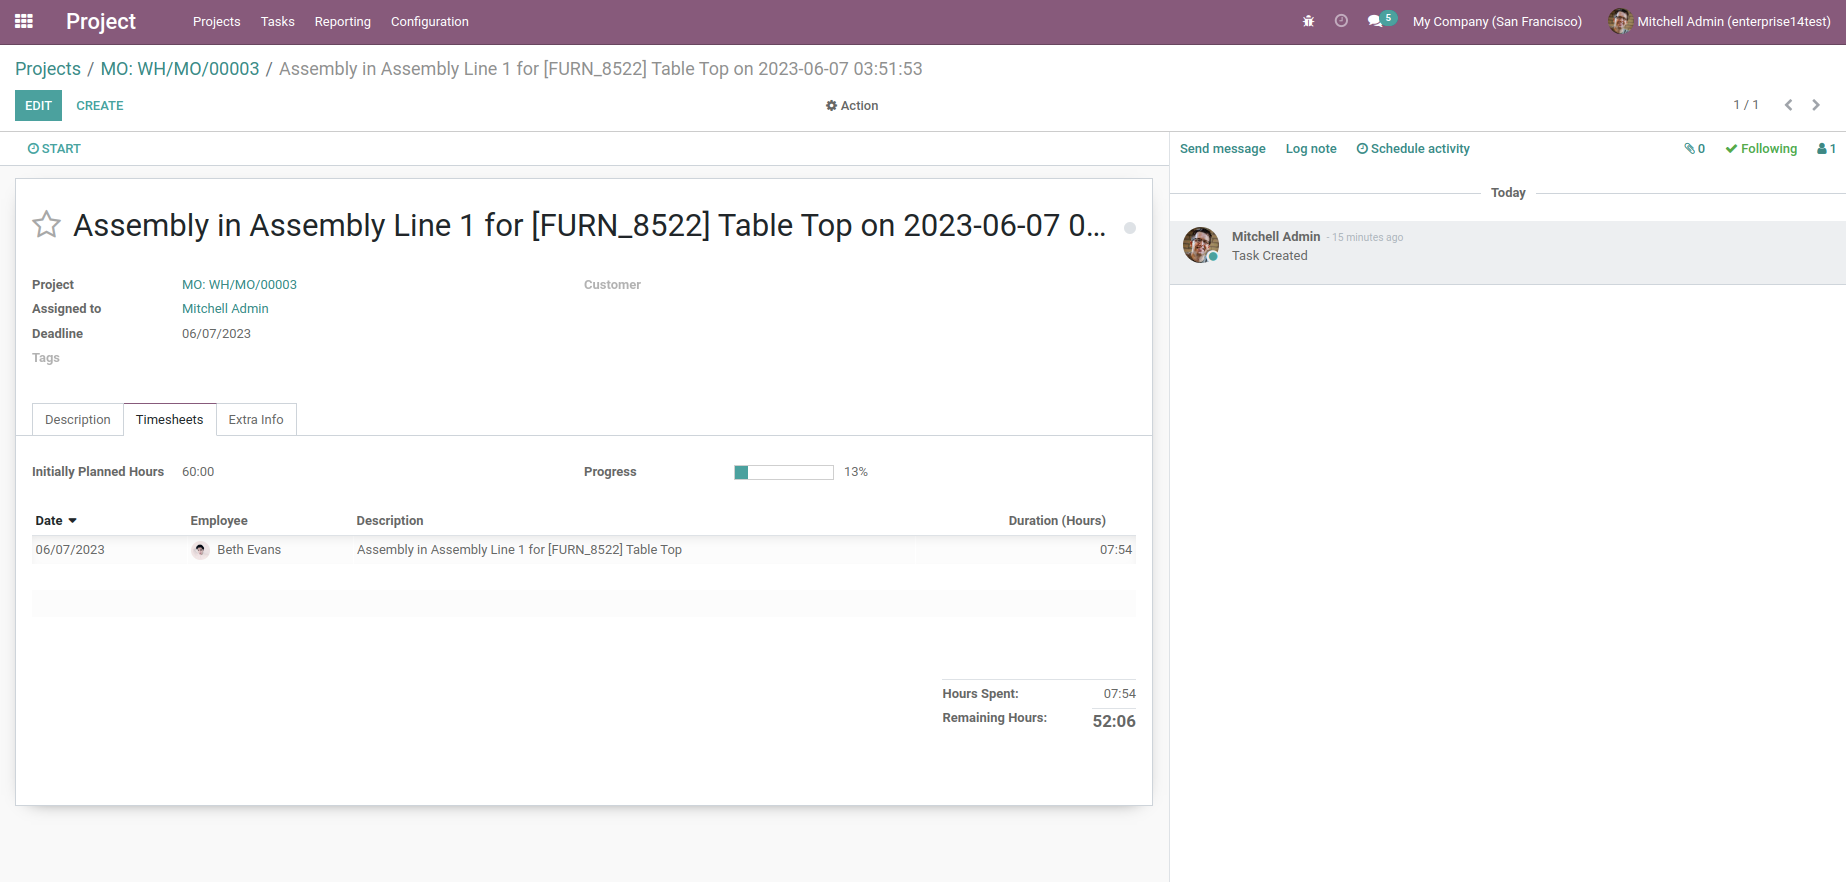 Project
Projects Tasks Reporting Configuration
5 My Company (San Francisco) Mitchell Admin (enterprise14test)
Projects / MO: WH/MO/00003 / Assembly in Assembly Line 1 for [FURN_8522] Table Top on 2023-06-07 03:51:53
EDIT CREATE Action 1 / 1
START
Send message Log note Schedule activity 0 Following 1
Today
Mitchell Admin - 15 minutes ago
Task Created
Assembly in Assembly Line 1 for [FURN_8522] Table Top on 2023-06-07 0...
Project MO: WH/MO/00003 Customer
Assigned to Mitchell Admin
Deadline 06/07/2023
Tags
Description Timesheets Extra Info
Initially Planned Hours 60:00 Progress 13%
Date Employee Description Duration (Hours)
06/07/2023 Beth Evans Assembly in Assembly Line 1 for [FURN_8522] Table Top 07:54
Hours Spent: 07:54
Remaining Hours: 52:06